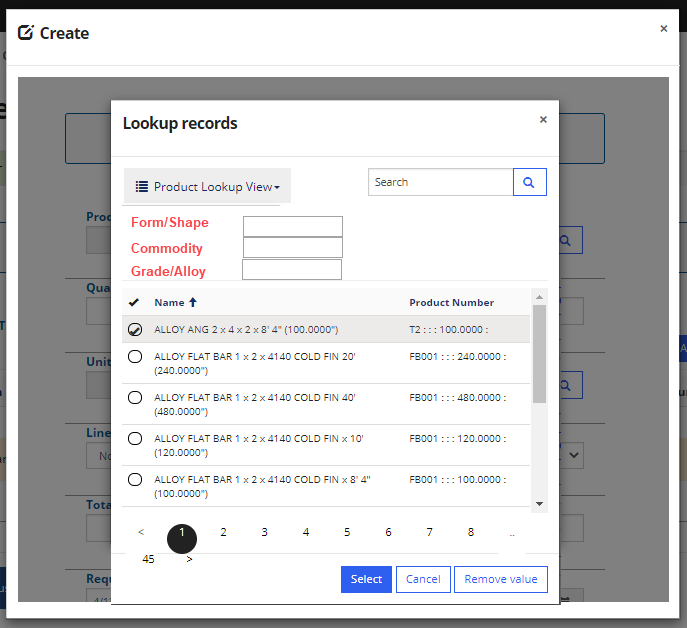 Create
×
Lookup records
×
Product Lookup View
Search
Form/Shape
Commodity
Grade/Alloy
Name Product Number
ALLOY ANG 2 x 4 x 2 x 8' 4" (100.0000") T2 : : : 100.0000 :
ALLOY FLAT BAR 1 x 2 x 4140 COLD FIN 20' FB001 : : : 240.0000 :
(240.0000")
ALLOY FLAT BAR 1 x 2 x 4140 COLD FIN 40' FB001 : : : 480.0000 :
(480.0000")
ALLOY FLAT BAR 1 x 2 x 4140 COLD FIN x 10' FB001 : : : 120.0000 :
(120.0000")
ALLOY FLAT BAR 1 x 2 x 4140 COLD FIN x 8' 4" FB001 : : : 100.0000 :
(100.0000")
< 1 2 3 4 5 6 7 8 ..
45 >
Select Cancel Remove value
Qua
Unit
Line
No
Tota
Requ